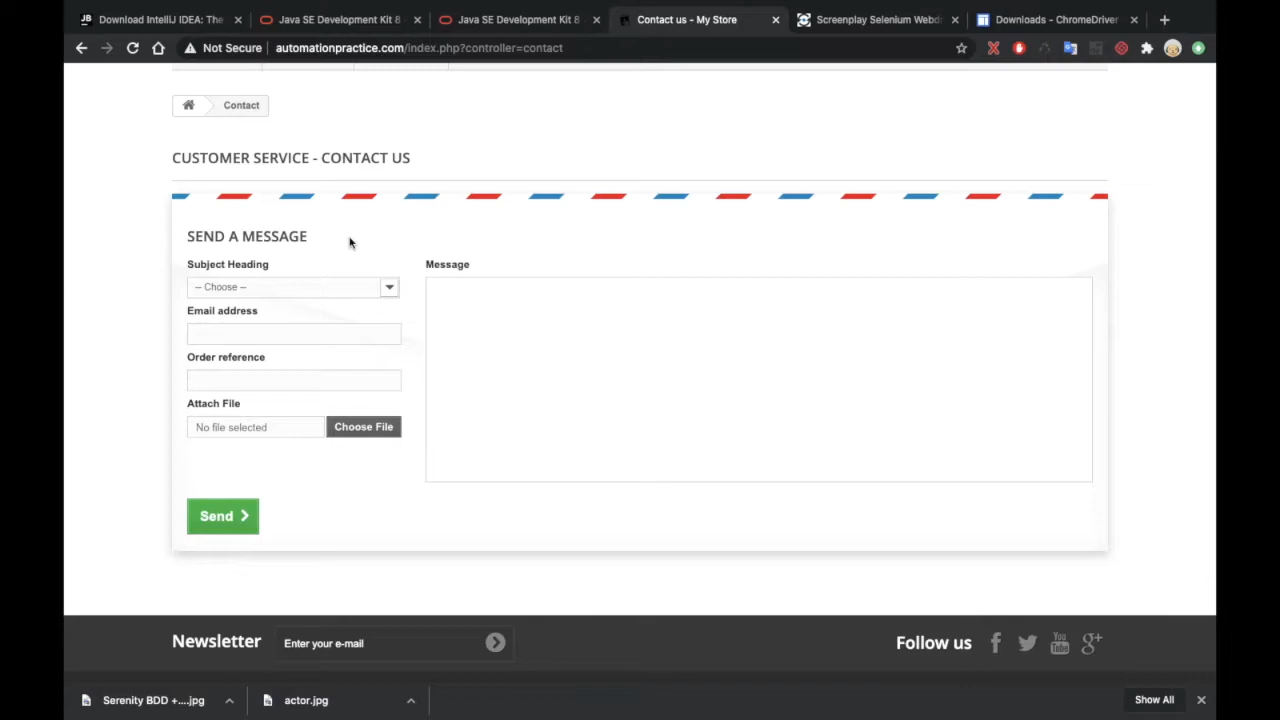 Download IntelliJ IDEA: The
Java SE Development Kit 8
Java SE Development Kit 8
Contact us - My Store
Screenplay Selenium Webd
Downloads - ChromeDriver
Not Secure
automationpractice.com/index.php?controller=contact
Contact
CUSTOMER SERVICE - CONTACT US
SEND A MESSAGE
Subject Heading
Message
-- Choose --
Email address
Order reference
Attach File
No file selected
Choose File
Send
Newsletter
Enter your e-mail
Follow us
Serenity BDD +....jpg
actor.jpg
Show All